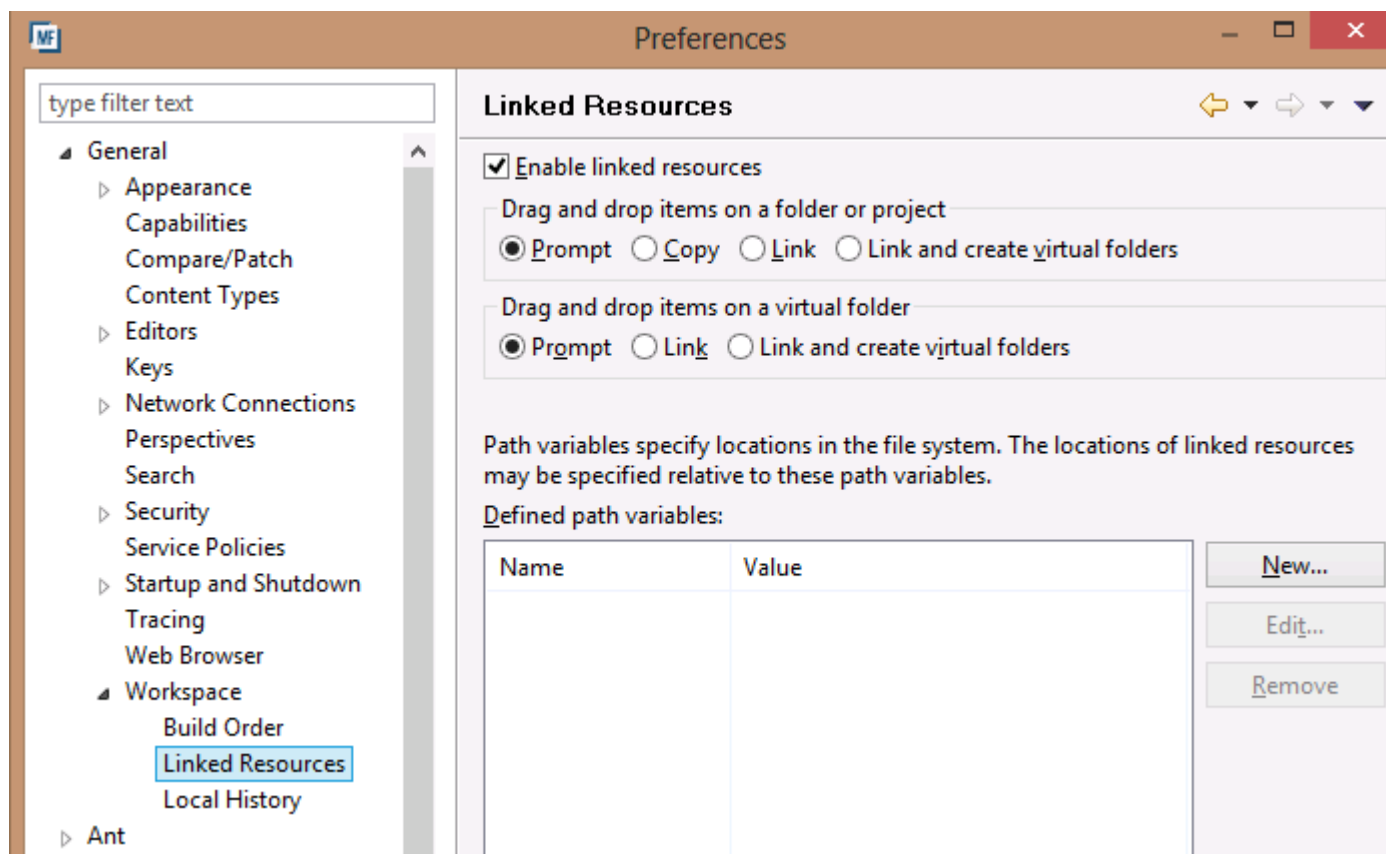 MF
Preferences
type filter text
General
Appearance
Capabilities
Compare/Patch
Content Types
Editors
Keys
Network Connections
Perspectives
Search
Security
Service Policies
Startup and Shutdown
Tracing
Web Browser
Workspace
Build Order
Linked Resources
Local History
Ant
Linked Resources
Enable linked resources
Drag and drop items on a folder or project
Prompt Copy Link Link and create virtual folders
Drag and drop items on a virtual folder
Prompt Link Link and create virtual folders
Path variables specify locations in the file system. The locations of linked resources
may be specified relative to these path variables.
Defined path variables:
Name Value
New...
Edit...
Remove